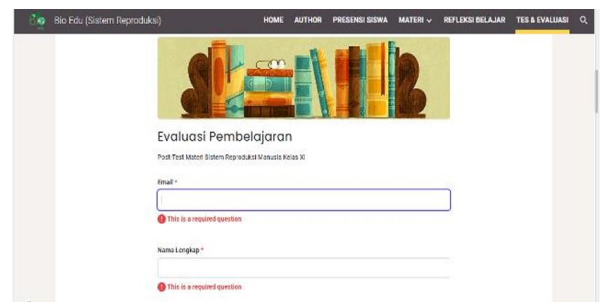 Bio Edu (Sistem Reproduksi)
HOME AUTHOR PRESENSI SISWA MATERI REFLEKSI BELAJAR TES & EVALUASI
Evaluasi Pembelajaran
Post Test Materi Sistem Reproduksi Manusia Kelas XI
Email *
This is a required question
Nama Lengkap *
This is a required question